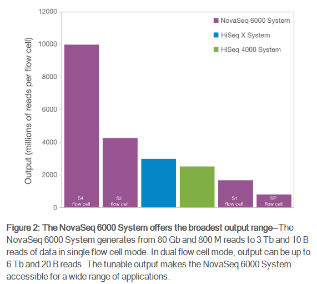 12000
10000
8000
6000
4000
2000
0
Output (millions of reads per flow cell)
NovaSeq 6000 System
HiSeq X System
HiSeq 4000 System
S4
flow cell
S2
flow cell
S1
flow cell
SP
flow cell
Figure 2: The NovaSeq 6000 System offers the broadest output range–The
NovaSeq 6000 System generates from 80 Gb and 800 M reads to 3 Tb and 10 B
reads of data in single flow cell mode. In dual flow cell mode, output can be up to
6 Tb and 20 B reads. The tunable output makes the NovaSeq 6000 System
accessible for a wide range of applications.